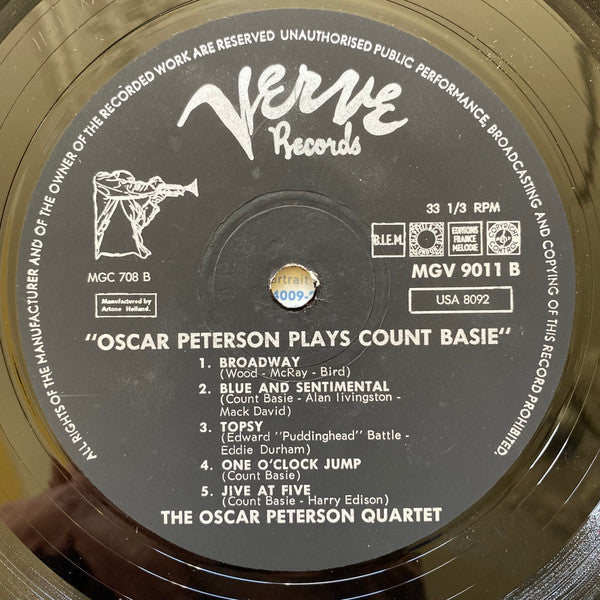 ALL RIGHTS OF THE MANUFACTURER AND OF THE OWNER OF THE RECORDED WORK ARE RESERVED UNAUTHORISED PUBLIC PERFORMANCE, BROADCASTING AND COPYING OF THIS RECORD PROHIBITED.
Verve
Records
33 1/3 RPM
B.I.E.M.
EDITIONS
FRANCE
MELODIE
MGC 708 B
MGV 9011 B
Manufactured by
Artone Holland.
USA 8092
ortrait
4009-
"OSCAR PETERSON PLAYS COUNT BASIE"
1. BROADWAY
(Wood - McRay - Bird)
2. BLUE AND SENTIMENTAL
(Count Basie - Alan livingston -
Mack David)
3. TOPSY
(Edward "Puddinghead" Battle -
Eddie Durham)
4. ONE O'CLOCK JUMP
(Count Basie)
5. JIVE AT FIVE
(Count Basie - Harry Edison)
THE OSCAR PETERSON QUARTET